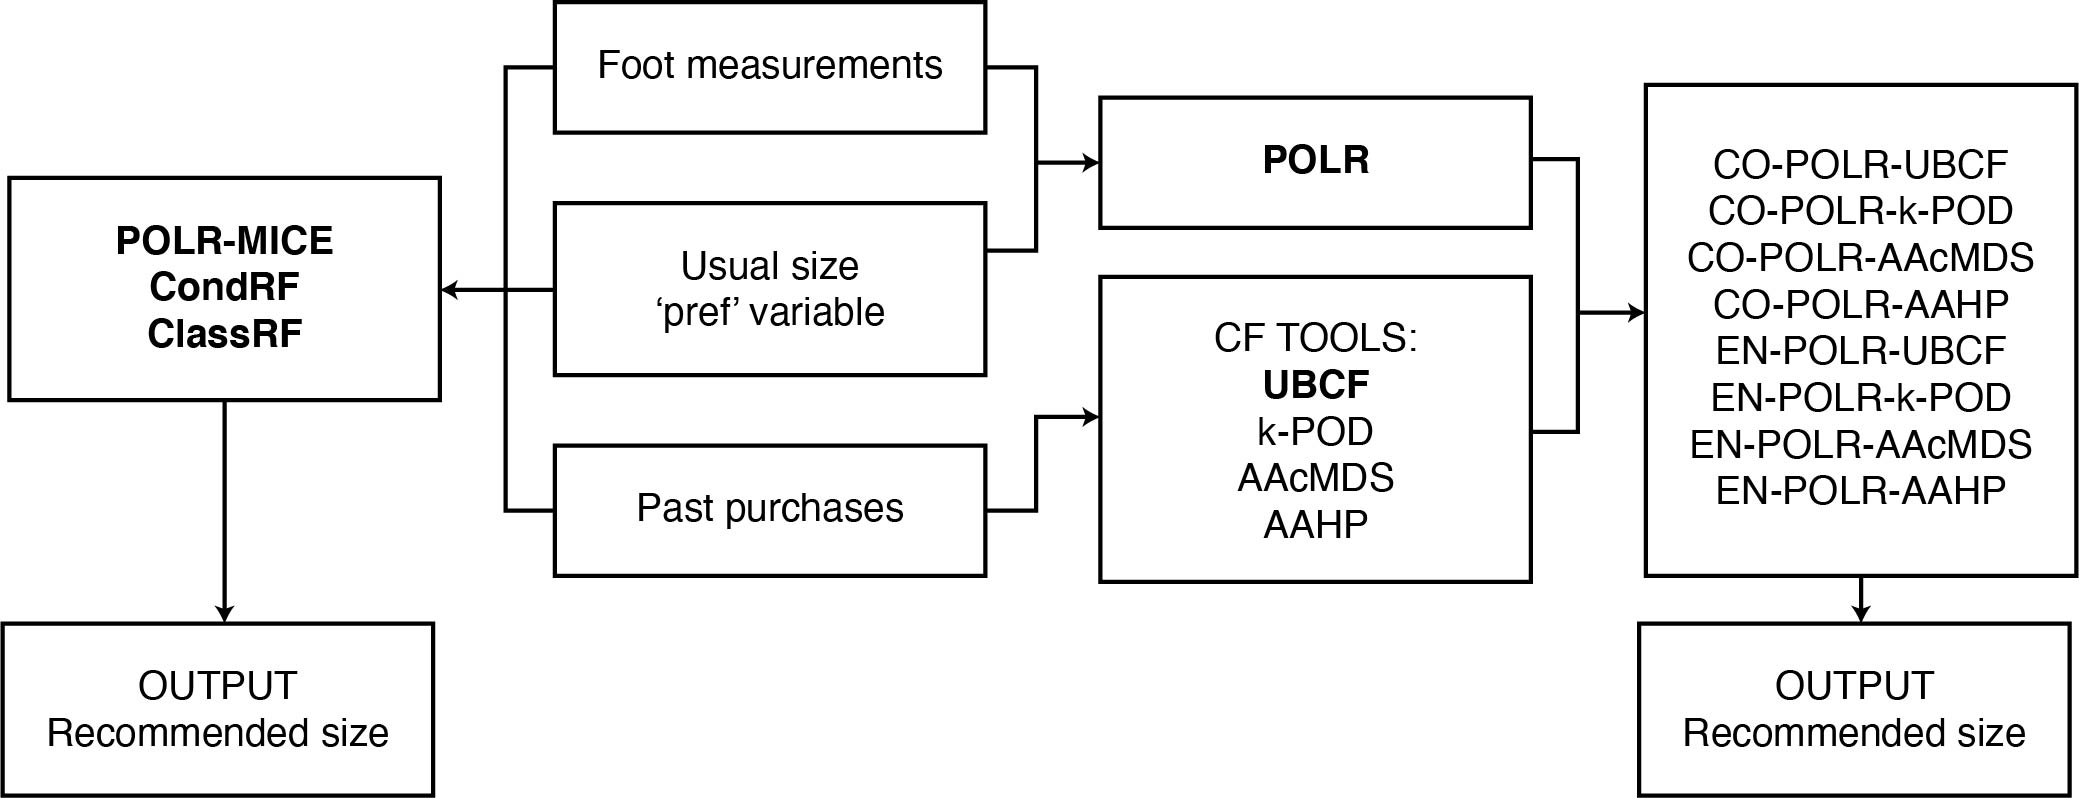 Foot measurements
Usual size
‘pref’ variable
Past purchases
POLR-MICE
CondRF
ClassRF
OUTPUT
Recommended size
POLR
CF TOOLS:
UBCF
k-POD
AAcMDS
AAHP
CO-POLR-UBCF
CO-POLR-k-POD
CO-POLR-AAcMDS
CO-POLR-AAHP
EN-POLR-UBCF
EN-POLR-k-POD
EN-POLR-AAcMDS
EN-POLR-AAHP
OUTPUT
Recommended size